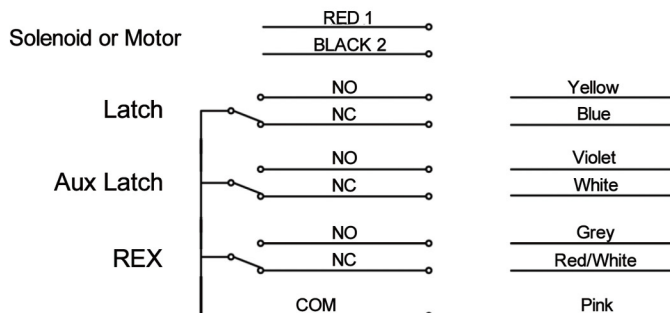 RED 1
Solenoid or Motor
BLACK 2
NO Yellow
Latch
NC Blue
NO Violet
Aux Latch
NC White
NO Grey
REX
NC Red/White
COM Pink